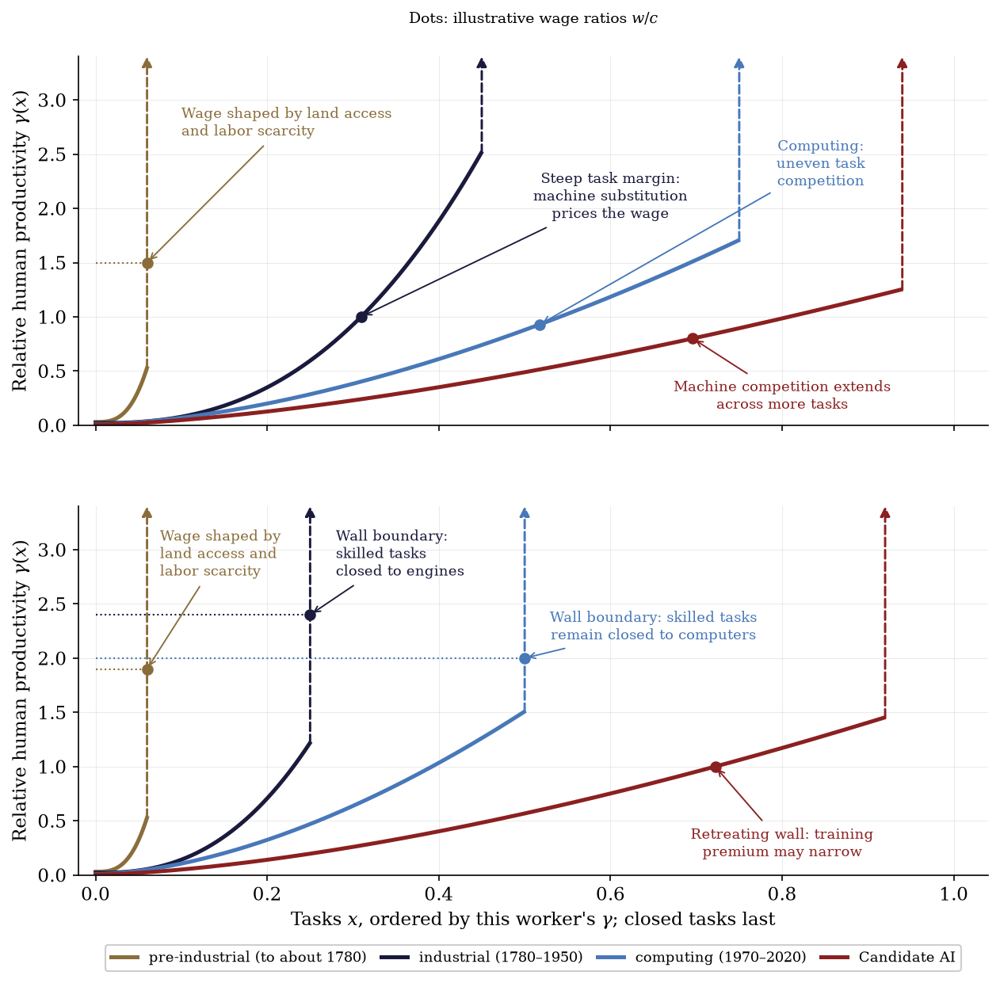 Dots: illustrative wage ratios w/c
Relative human productivity γ(x)
3.0
2.5
2.0
1.5
1.0
0.5
0.0
Wage shaped by land access
and labor scarcity
Steep task margin:
machine substitution
prices the wage
Computing:
uneven task
competition
Machine competition extends
across more tasks
Relative human productivity γ(x)
3.0
2.5
2.0
1.5
1.0
0.5
0.0
Wage shaped by
land access and
labor scarcity
Wall boundary:
skilled tasks
closed to engines
Wall boundary: skilled tasks
remain closed to computers
Retreating wall: training
premium may narrow
0.0 0.2 0.4 0.6 0.8 1.0
Tasks x, ordered by this worker's γ; closed tasks last
pre-industrial (to about 1780) industrial (1780–1950) computing (1970–2020) Candidate AI